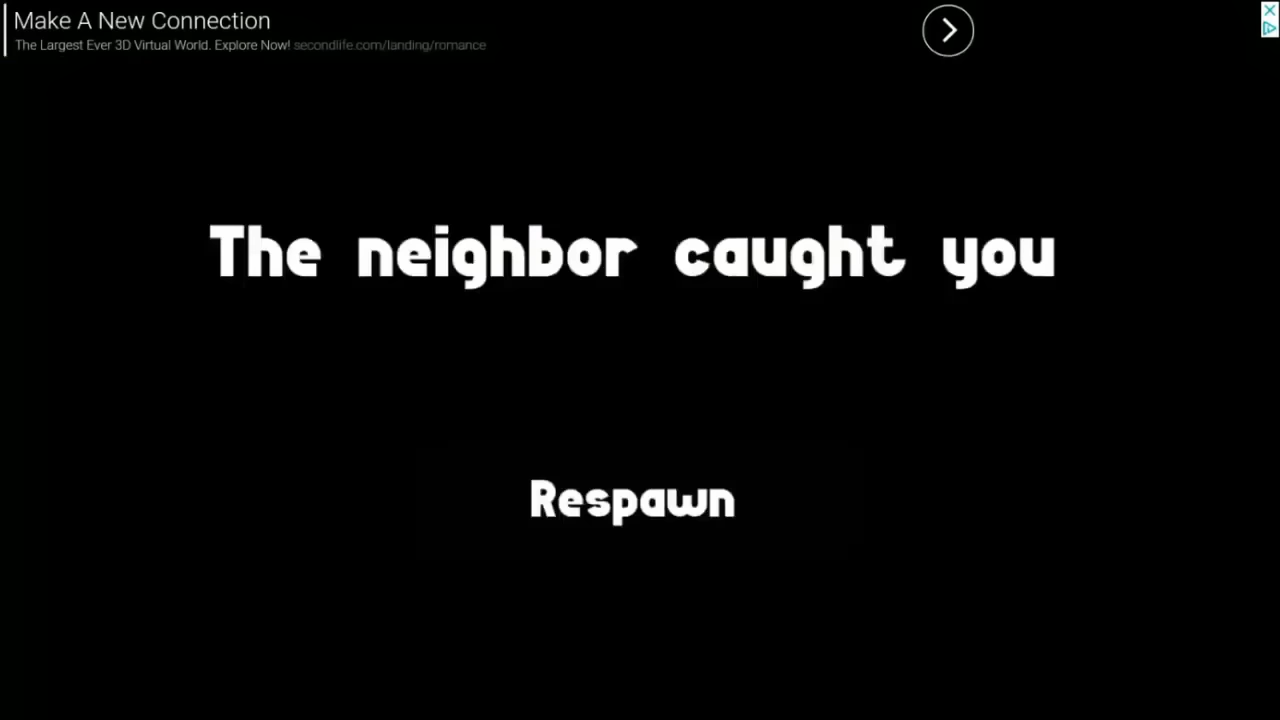 Make A New Connection
The Largest Ever 3D Virtual World. Explore Now! secondlife.com/landing/romance
The neighbor caught you
Respawn